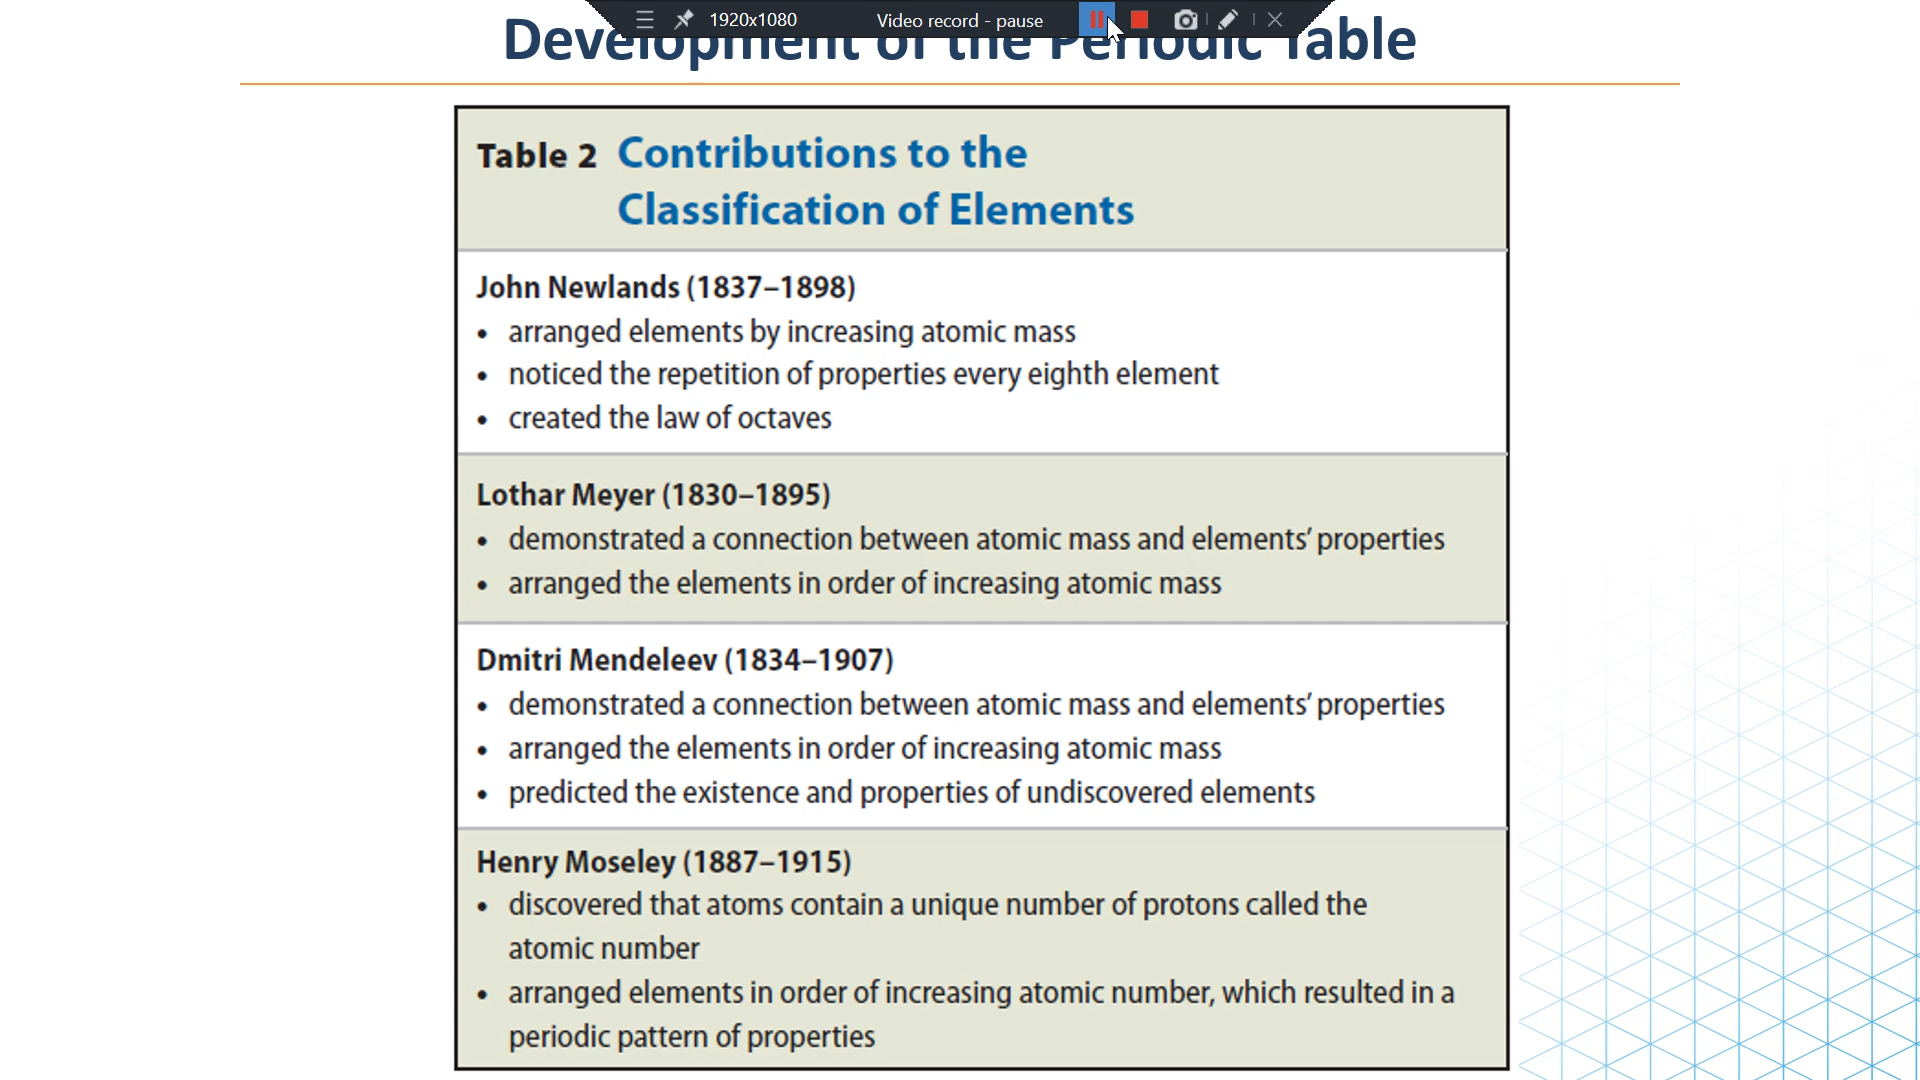 1920x1080 Video record - pause
Development of the Periodic Table
Table 2 Contributions to the
Classification of Elements
John Newlands (1837–1898)
• arranged elements by increasing atomic mass
• noticed the repetition of properties every eighth element
• created the law of octaves
Lothar Meyer (1830–1895)
• demonstrated a connection between atomic mass and elements’ properties
• arranged the elements in order of increasing atomic mass
Dmitri Mendeleev (1834–1907)
• demonstrated a connection between atomic mass and elements’ properties
• arranged the elements in order of increasing atomic mass
• predicted the existence and properties of undiscovered elements
Henry Moseley (1887–1915)
• discovered that atoms contain a unique number of protons called the
atomic number
• arranged elements in order of increasing atomic number, which resulted in a
periodic pattern of properties